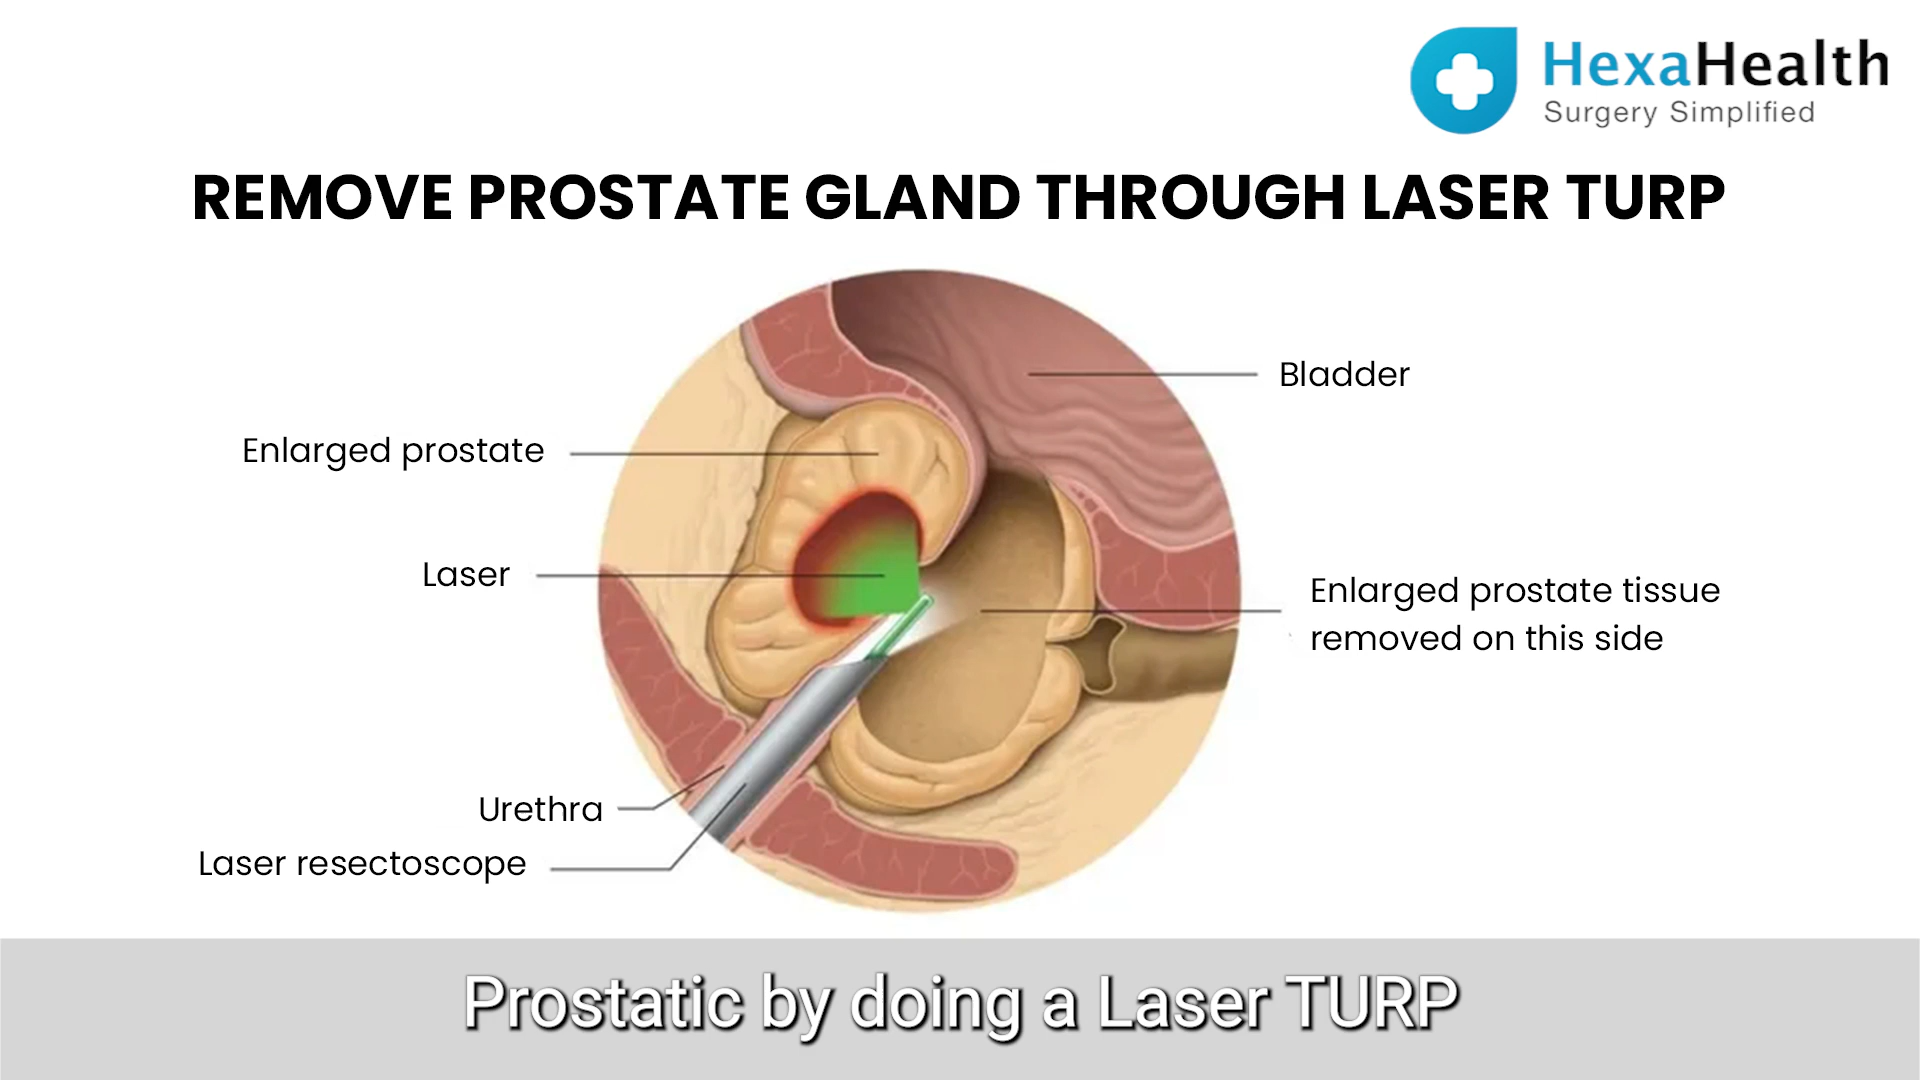 HexaHealth
Surgery Simplified
REMOVE PROSTATE GLAND THROUGH LASER TURP
Bladder
Enlarged prostate
Laser
Enlarged prostate tissue
removed on this side
Urethra
Laser resectoscope
Prostatic by doing a Laser TURP